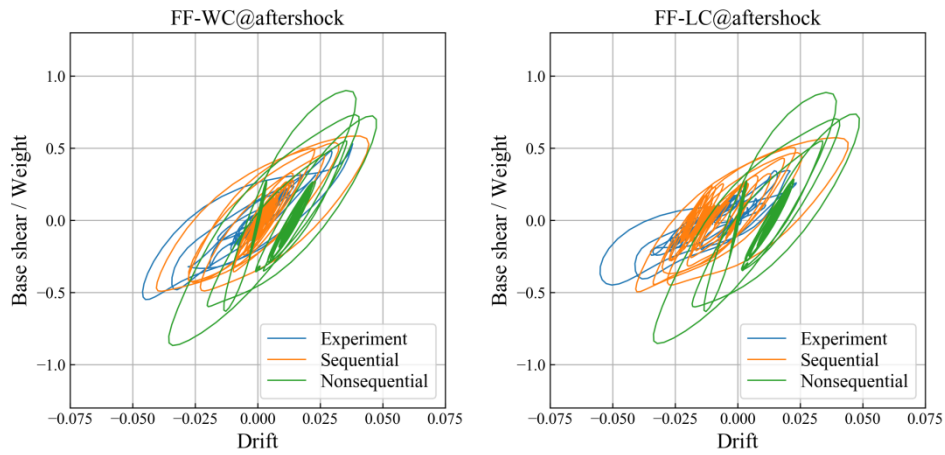 FF-WC@aftershock
1.0
0.5
0.0
−0.5
−1.0
Base shear / Weight
Experiment
Sequential
Nonsequential
−0.075 −0.050 −0.025 0.000 0.025 0.050 0.075
Drift
FF-LC@aftershock
1.0
0.5
0.0
−0.5
−1.0
Base shear / Weight
Experiment
Sequential
Nonsequential
−0.075 −0.050 −0.025 0.000 0.025 0.050 0.075
Drift